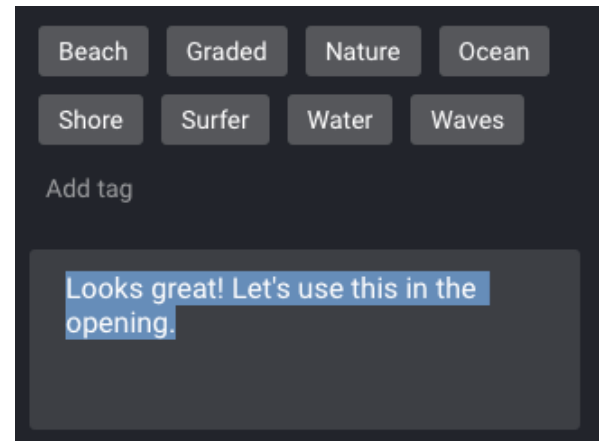 Beach Graded Nature Ocean
Shore Surfer Water Waves
Add tag
Looks great! Let's use this in the
opening.